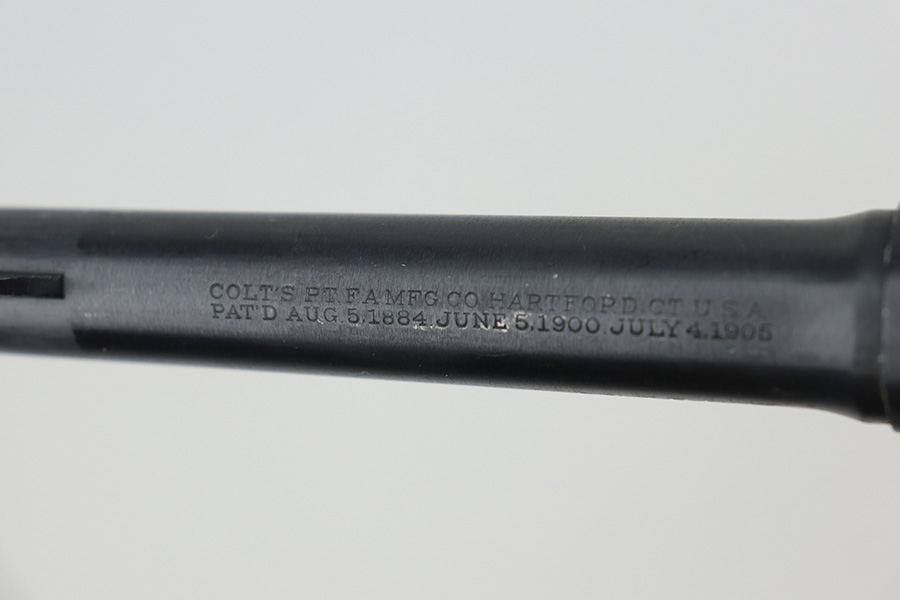 COLT'S PT. F.A. MFG. CO. HARTFORD, CT. U.S.A.
PAT'D AUG. 5, 1884, JUNE 5, 1900, JULY 4, 1905